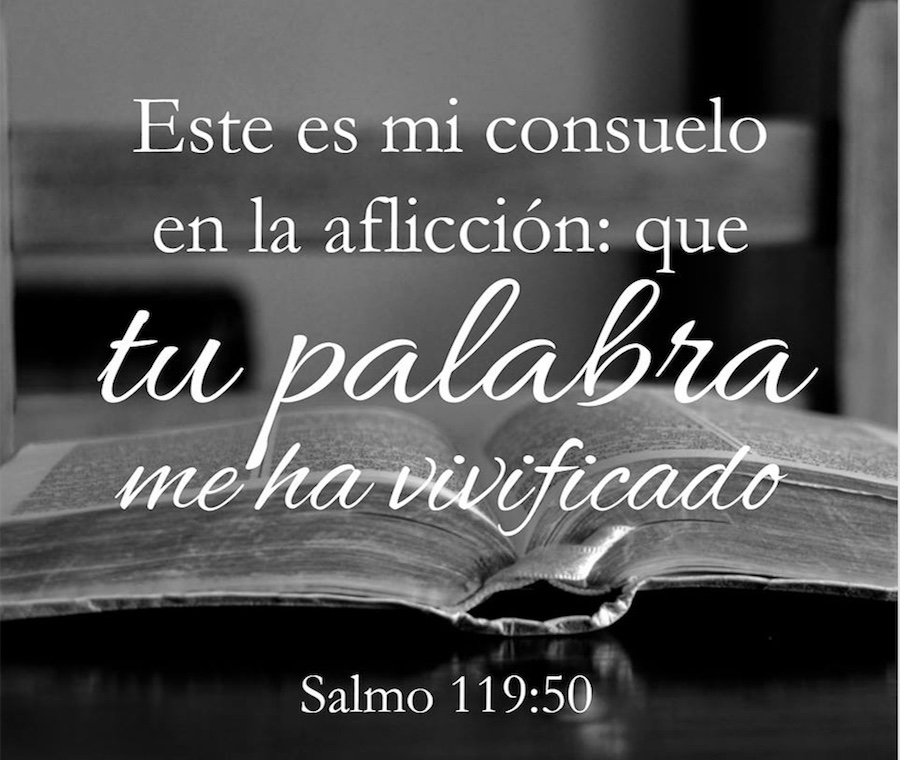 Este es mi consuelo
en la aflicción: que
tu palabra
me ha vivificado
Salmo 119:50